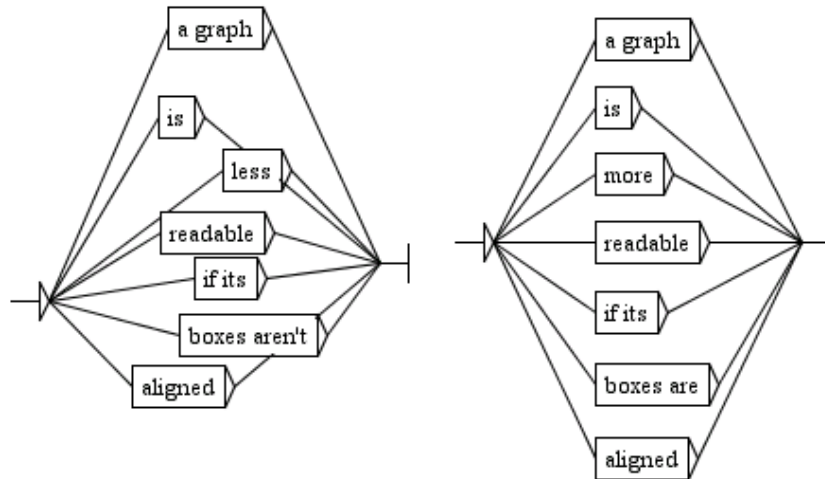 a graph
is
less
readable
if its
boxes aren't
aligned
a graph
is
more
readable
if its
boxes are
aligned